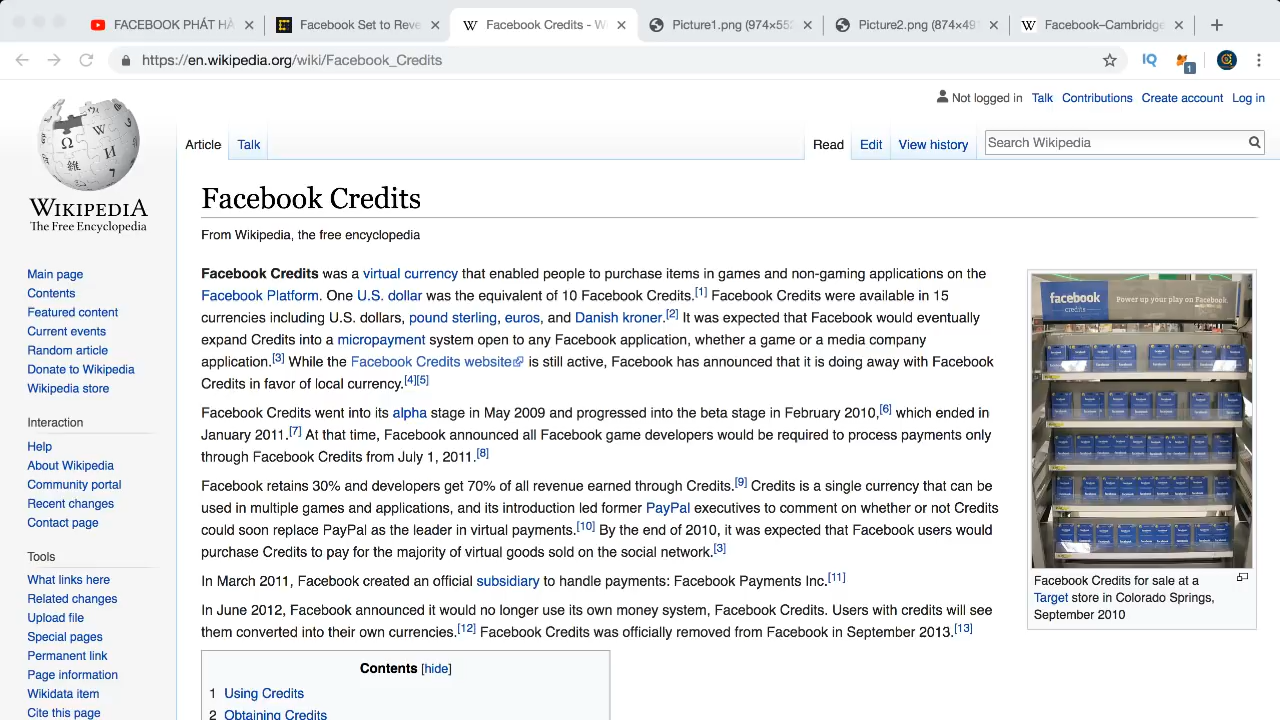 FACEBOOK PHÁT HÀ
Facebook Set to Reve
Facebook Credits - W
Picture1.png (974×552
Picture2.png (874×491
Facebook–Cambridge
https://en.wikipedia.org/wiki/Facebook_Credits
IQ
1
Not logged in Talk Contributions Create account Log in
Article Talk
Read Edit View history
Search Wikipedia
WIKIPEDIA
The Free Encyclopedia
Main page
Contents
Featured content
Current events
Random article
Donate to Wikipedia
Wikipedia store
Interaction
Help
About Wikipedia
Community portal
Recent changes
Contact page
Tools
What links here
Related changes
Upload file
Special pages
Permanent link
Page information
Wikidata item
Cite this page
Facebook Credits
From Wikipedia, the free encyclopedia
Facebook Credits was a virtual currency that enabled people to purchase items in games and non-gaming applications on the
Facebook Platform. One U.S. dollar was the equivalent of 10 Facebook Credits.[1] Facebook Credits were available in 15
currencies including U.S. dollars, pound sterling, euros, and Danish kroner.[2] It was expected that Facebook would eventually
expand Credits into a micropayment system open to any Facebook application, whether a game or a media company
application.[3] While the Facebook Credits website is still active, Facebook has announced that it is doing away with Facebook
Credits in favor of local currency.[4][5]
Facebook Credits went into its alpha stage in May 2009 and progressed into the beta stage in February 2010,[6] which ended in
January 2011.[7] At that time, Facebook announced all Facebook game developers would be required to process payments only
through Facebook Credits from July 1, 2011.[8]
Facebook retains 30% and developers get 70% of all revenue earned through Credits.[9] Credits is a single currency that can be
used in multiple games and applications, and its introduction led former PayPal executives to comment on whether or not Credits
could soon replace PayPal as the leader in virtual payments.[10] By the end of 2010, it was expected that Facebook users would
purchase Credits to pay for the majority of virtual goods sold on the social network.[3]
In March 2011, Facebook created an official subsidiary to handle payments: Facebook Payments Inc.[11]
In June 2012, Facebook announced it would no longer use its own money system, Facebook Credits. Users with credits will see
them converted into their own currencies.[12] Facebook Credits was officially removed from Facebook in September 2013.[13]
Contents [hide]
1 Using Credits
2 Obtaining Credits
facebook
credits
Power up your play on Facebook.
Facebook Credits for sale at a
Target store in Colorado Springs,
September 2010